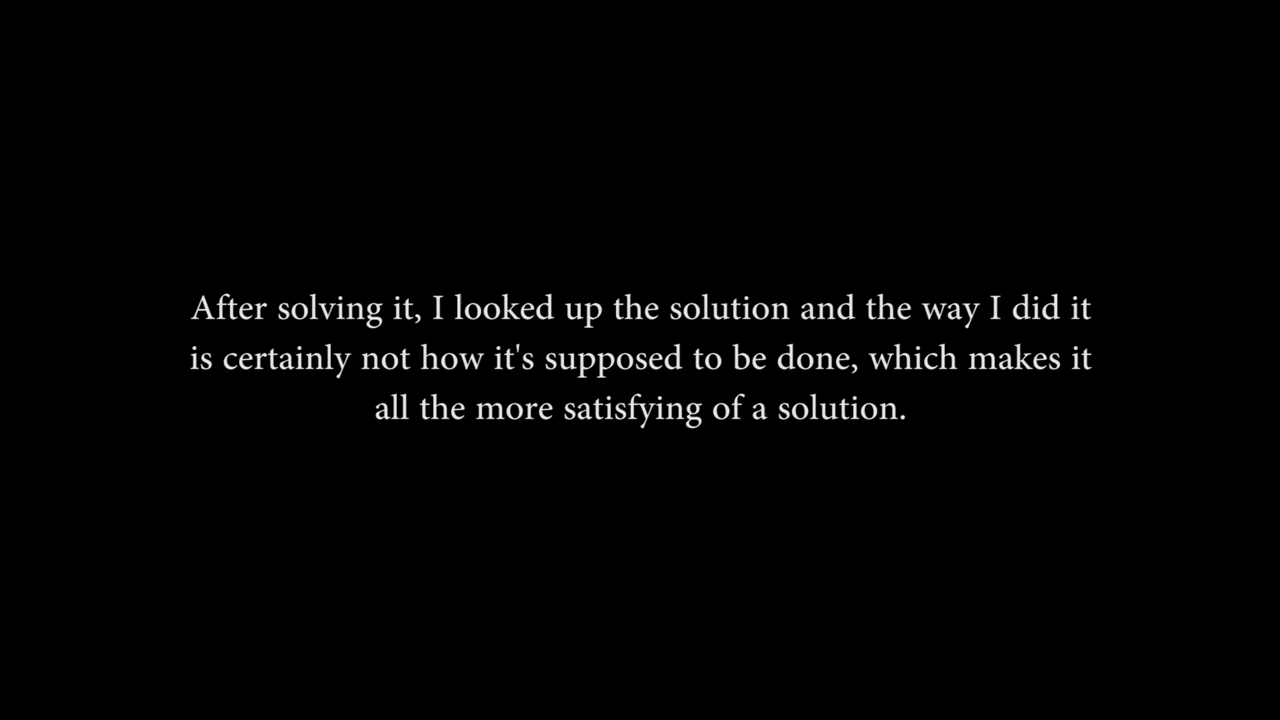 After solving it, I looked up the solution and the way I did it
is certainly not how it's supposed to be done, which makes it
all the more satisfying of a solution.